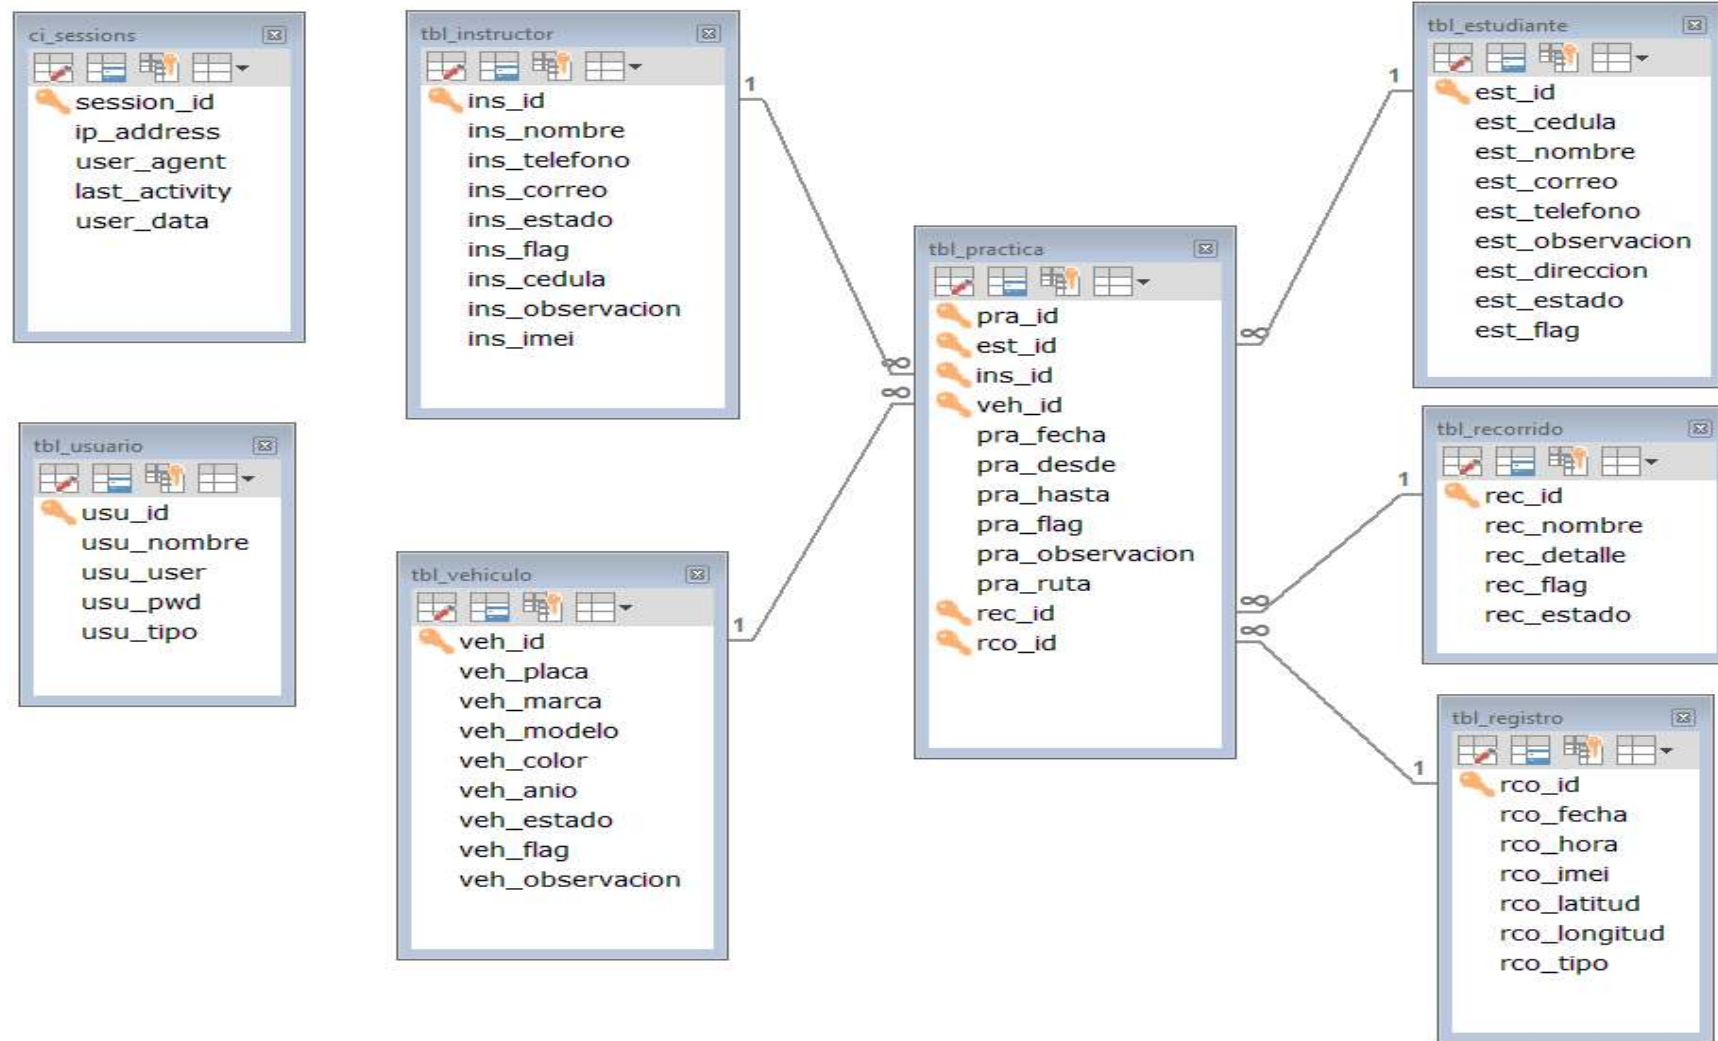 ci_sessions
session_id
ip_address
user_agent
last_activity
user_data
tbl_usuario
usu_id
usu_nombre
usu_user
usu_pwd
usu_tipo
tbl_instructor
ins_id
ins_nombre
ins_telefono
ins_correo
ins_estado
ins_flag
ins_cedula
ins_observacion
ins_imei
1
∞
tbl_vehiculo
veh_id
veh_placa
veh_marca
veh_modelo
veh_color
veh_anio
veh_estado
veh_flag
veh_observacion
1
∞
tbl_practica
pra_id
est_id
ins_id
veh_id
pra_fecha
pra_desde
pra_hasta
pra_flag
pra_observacion
pra_ruta
rec_id
rco_id
tbl_estudiante
est_id
est_cedula
est_nombre
est_correo
est_telefono
est_observacion
est_direccion
est_estado
est_flag
1
∞
tbl_recorrido
rec_id
rec_nombre
rec_detalle
rec_flag
rec_estado
1
∞
tbl_registro
rco_id
rco_fecha
rco_hora
rco_imei
rco_latitud
rco_longitud
rco_tipo
1
∞